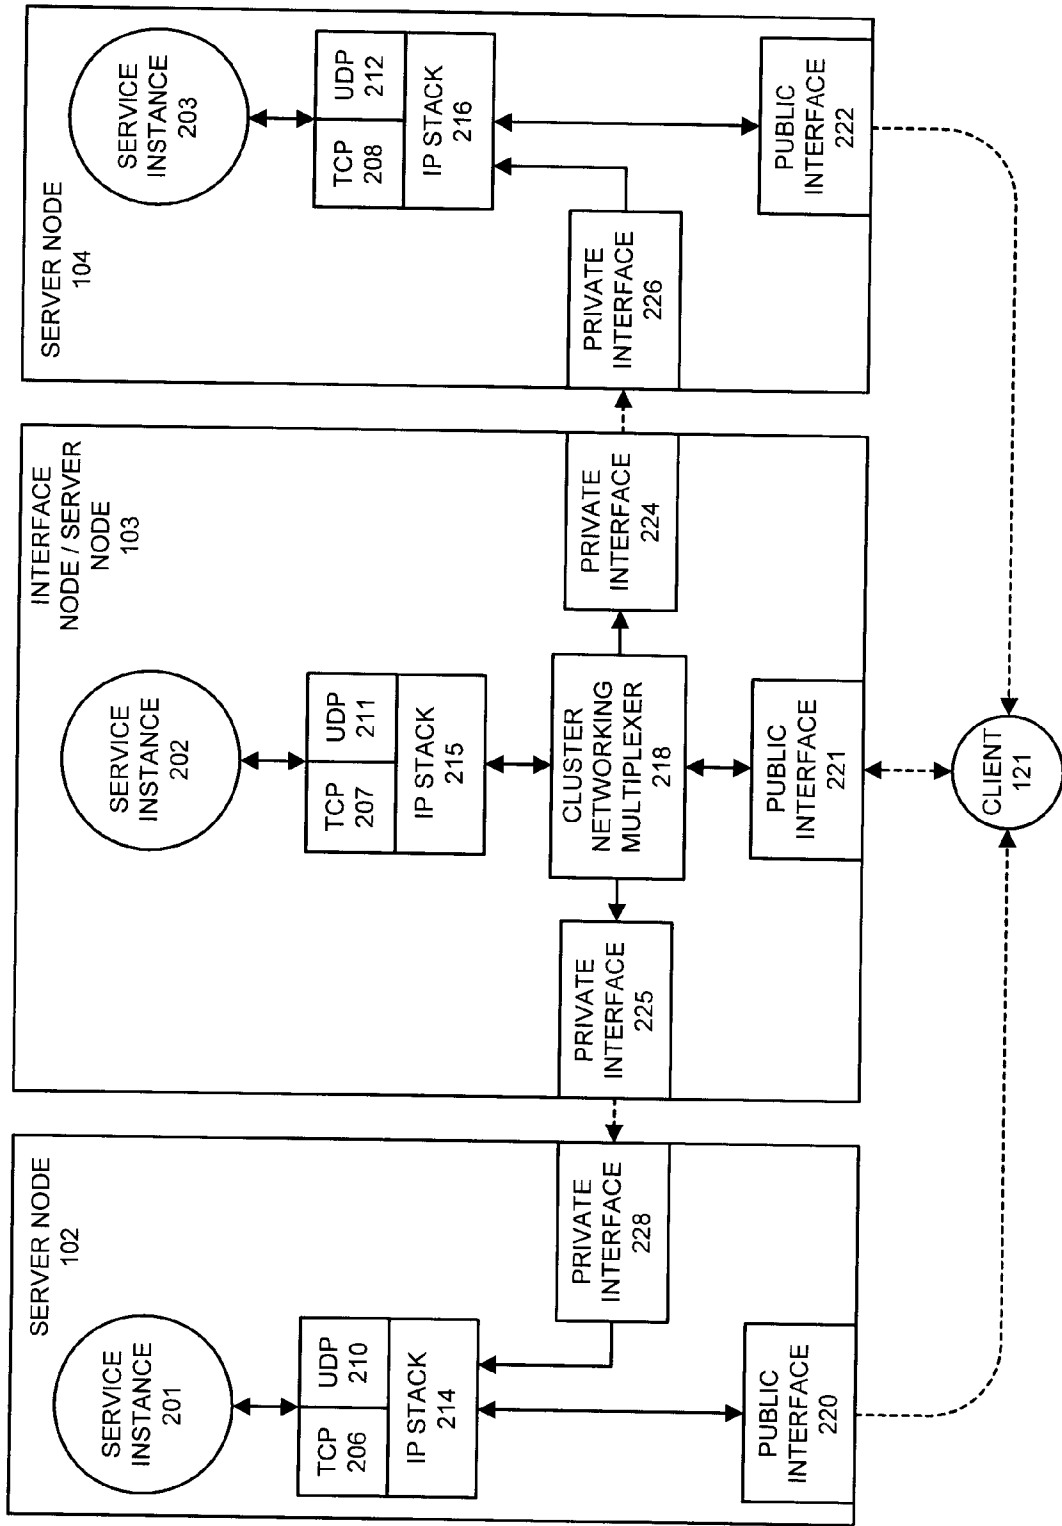 SERVER NODE
102
SERVICE
INSTANCE
201
TCP
206
UDP
210
IP STACK
214
PRIVATE
INTERFACE
228
PUBLIC
INTERFACE
220
INTERFACE
NODE / SERVER
NODE
103
SERVICE
INSTANCE
202
TCP
207
UDP
211
IP STACK
215
PRIVATE
INTERFACE
225
CLUSTER
NETWORKING
MULTIPLEXER
218
PRIVATE
INTERFACE
224
PUBLIC
INTERFACE
221
SERVER NODE
104
SERVICE
INSTANCE
203
TCP
208
UDP
212
IP STACK
216
PRIVATE
INTERFACE
226
PUBLIC
INTERFACE
222
CLIENT
121